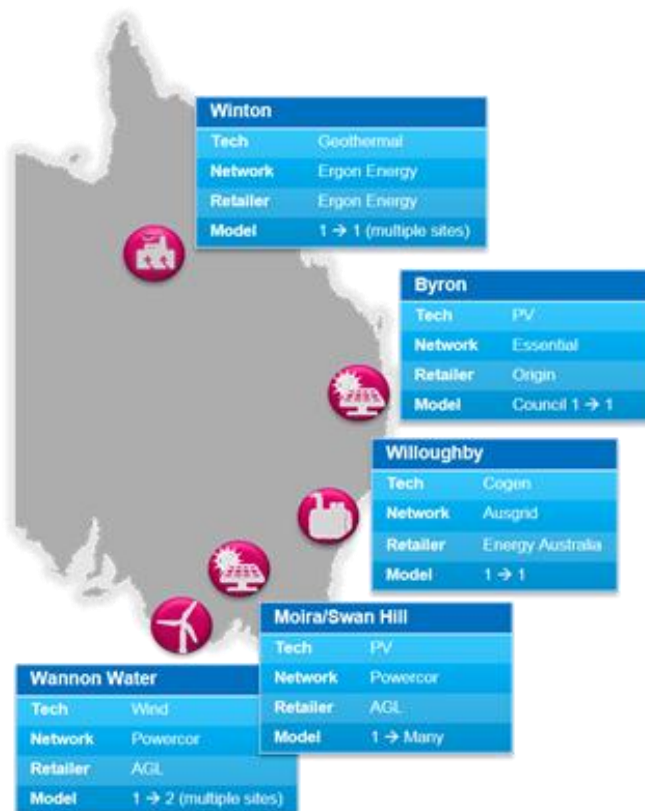 Winton
Tech Geothermal
Network Ergon Energy
Retailer Ergon Energy
Model 1 → 1 (multiple sites)
Byron
Tech PV
Network Essential
Retailer Origin
Model Council 1 → 1
Willoughby
Tech Cogen
Network Ausgrid
Retailer Energy Australia
Model 1 → 1
Moira/Swan Hill
Tech PV
Network Powercor
Retailer AGL
Model 1 → Many
Wannon Water
Tech Wind
Network Powercor
Retailer AGL
Model 1 → 2 (multiple sites)